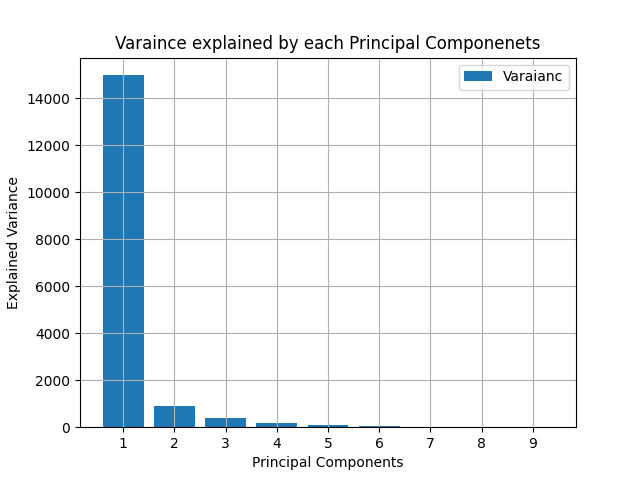 Varaince explained by each Principal Componenets
Varaianc
Explained Variance
14000
12000
10000
8000
6000
4000
2000
0
1 2 3 4 5 6 7 8 9
Principal Components